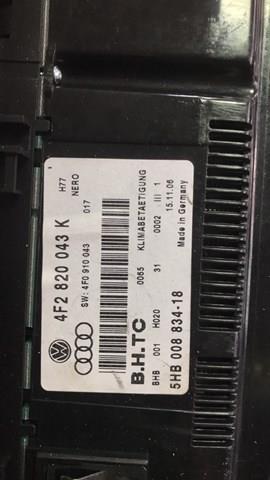 H77 NERO 017
4F2 820 043 K
SW: 4F0 910 043
0065 KLIMABETAETIGUNG
B.H.TC
BHB 001 H020 31 0002 III 1
15.11.06
5HB 008 834-18
Made in Germany